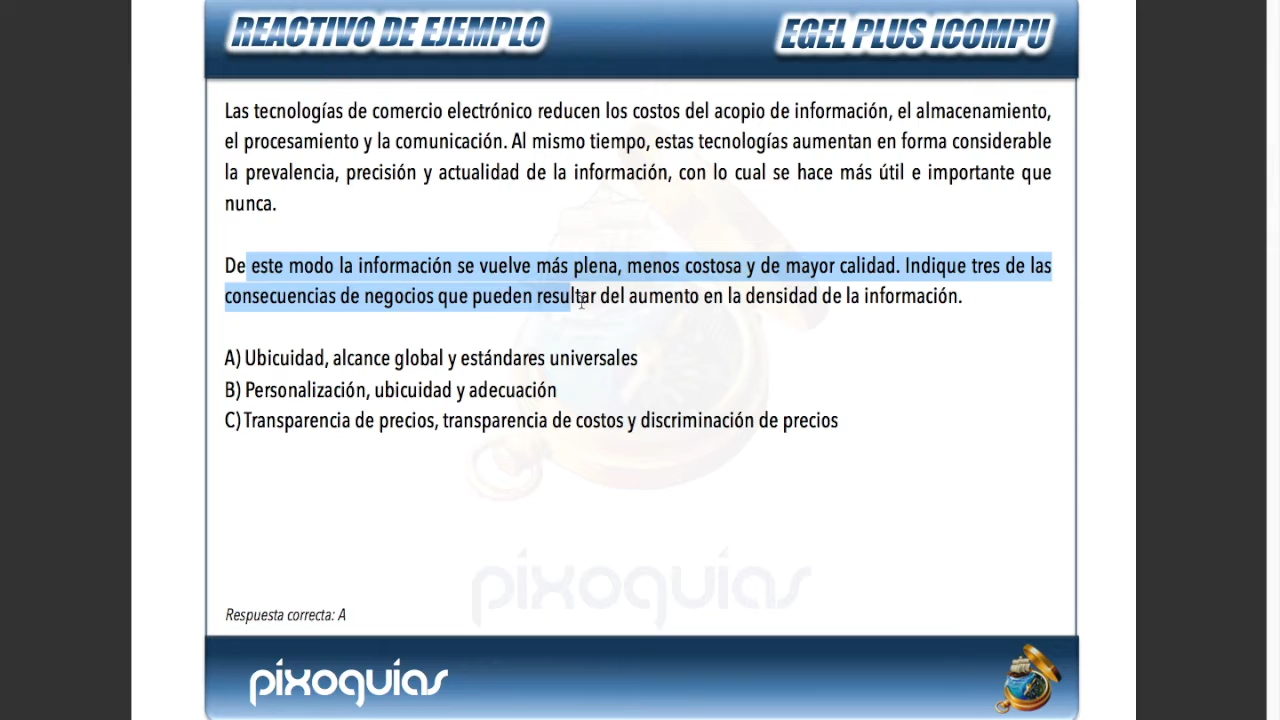 REACTIVO DE EJEMPLO
EGEL PLUS ICOMPU
Las tecnologías de comercio electrónico reducen los costos del acopio de información, el almacenamiento,
el procesamiento y la comunicación. Al mismo tiempo, estas tecnologías aumentan en forma considerable
la prevalencia, precisión y actualidad de la información, con lo cual se hace más útil e importante que
nunca.
De este modo la información se vuelve más plena, menos costosa y de mayor calidad. Indique tres de las
consecuencias de negocios que pueden resultar del aumento en la densidad de la información.
A) Ubicuidad, alcance global y estándares universales
B) Personalización, ubicuidad y adecuación
C) Transparencia de precios, transparencia de costos y discriminación de precios
pixoguías
Respuesta correcta: A
pixoguías